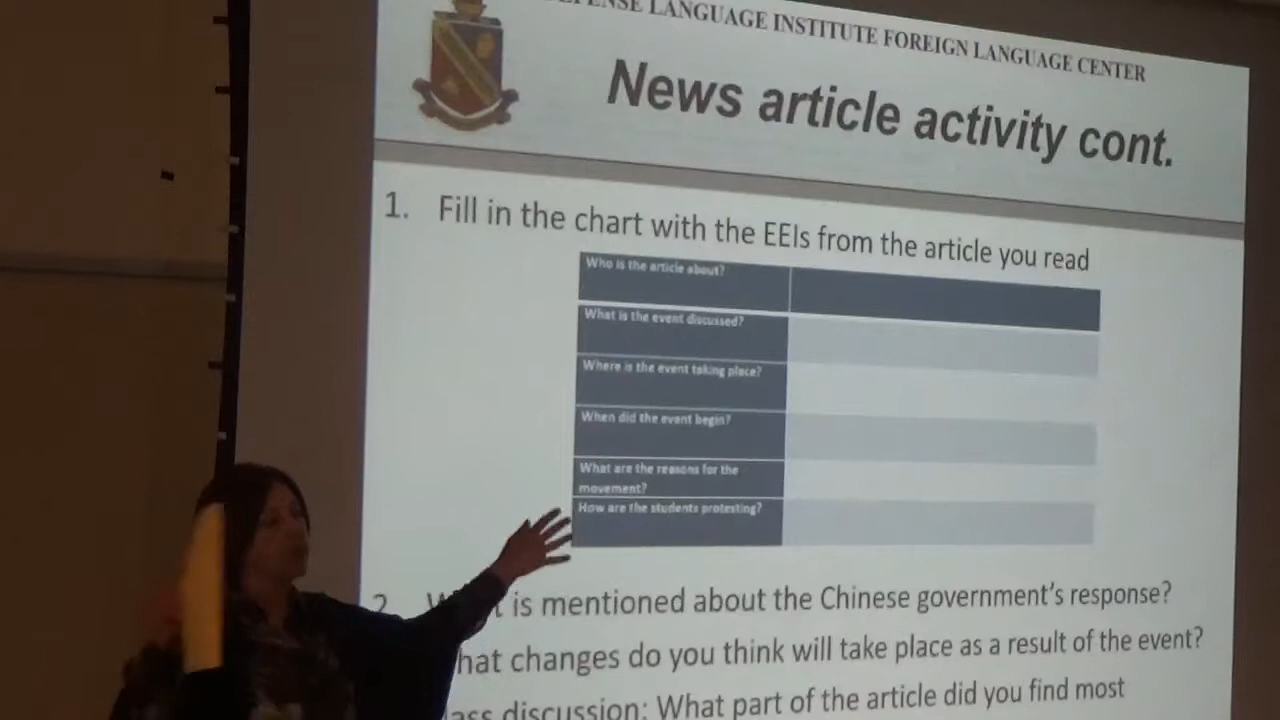 LANGUAGE INSTITUTE FOREIGN LANGUAGE CENTER
News article activity cont.
1. Fill in the chart with the EEIs from the article you read
Who is the article about?
What is the event discussed?
Where is the event taking place?
When did the event begin?
What are the reasons for the
movement?
How are the students protesting?
2. is mentioned about the Chinese government's response?
changes do you think will take place as a result of the event?
discussion: What part of the article did you find most